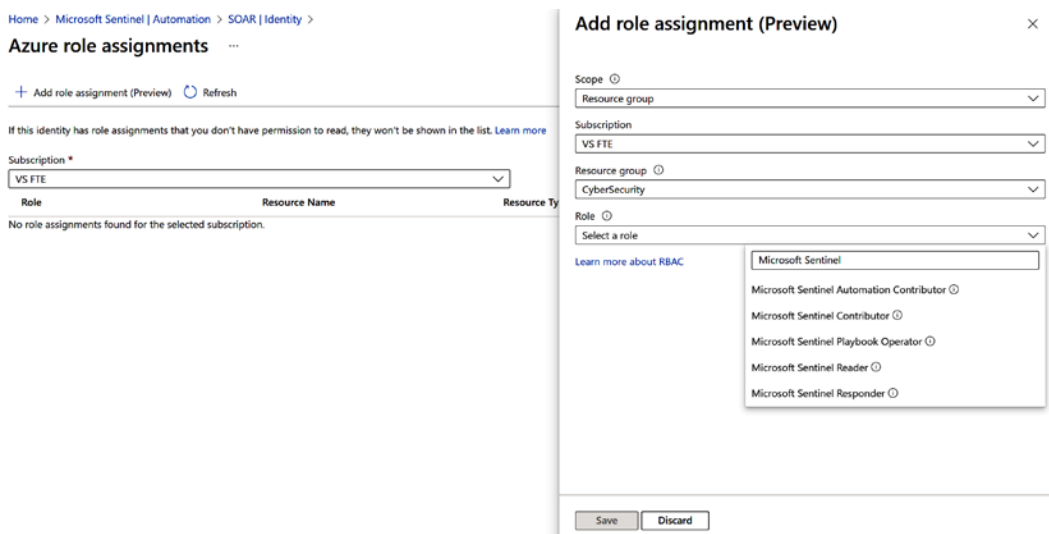 Home > Microsoft Sentinel | Automation > SOAR | Identity >
Azure role assignments ...
+ Add role assignment (Preview) Refresh
If this identity has role assignments that you don't have permission to read, they won't be shown in the list. Learn more
Subscription *
VS FTE
Role Resource Name Resource Ty
No role assignments found for the selected subscription.
Add role assignment (Preview)
Scope
Resource group
Subscription
VS FTE
Resource group
CyberSecurity
Role
Select a role
Learn more about RBAC
Microsoft Sentinel
Microsoft Sentinel Automation Contributor
Microsoft Sentinel Contributor
Microsoft Sentinel Playbook Operator
Microsoft Sentinel Reader
Microsoft Sentinel Responder
Save Discard